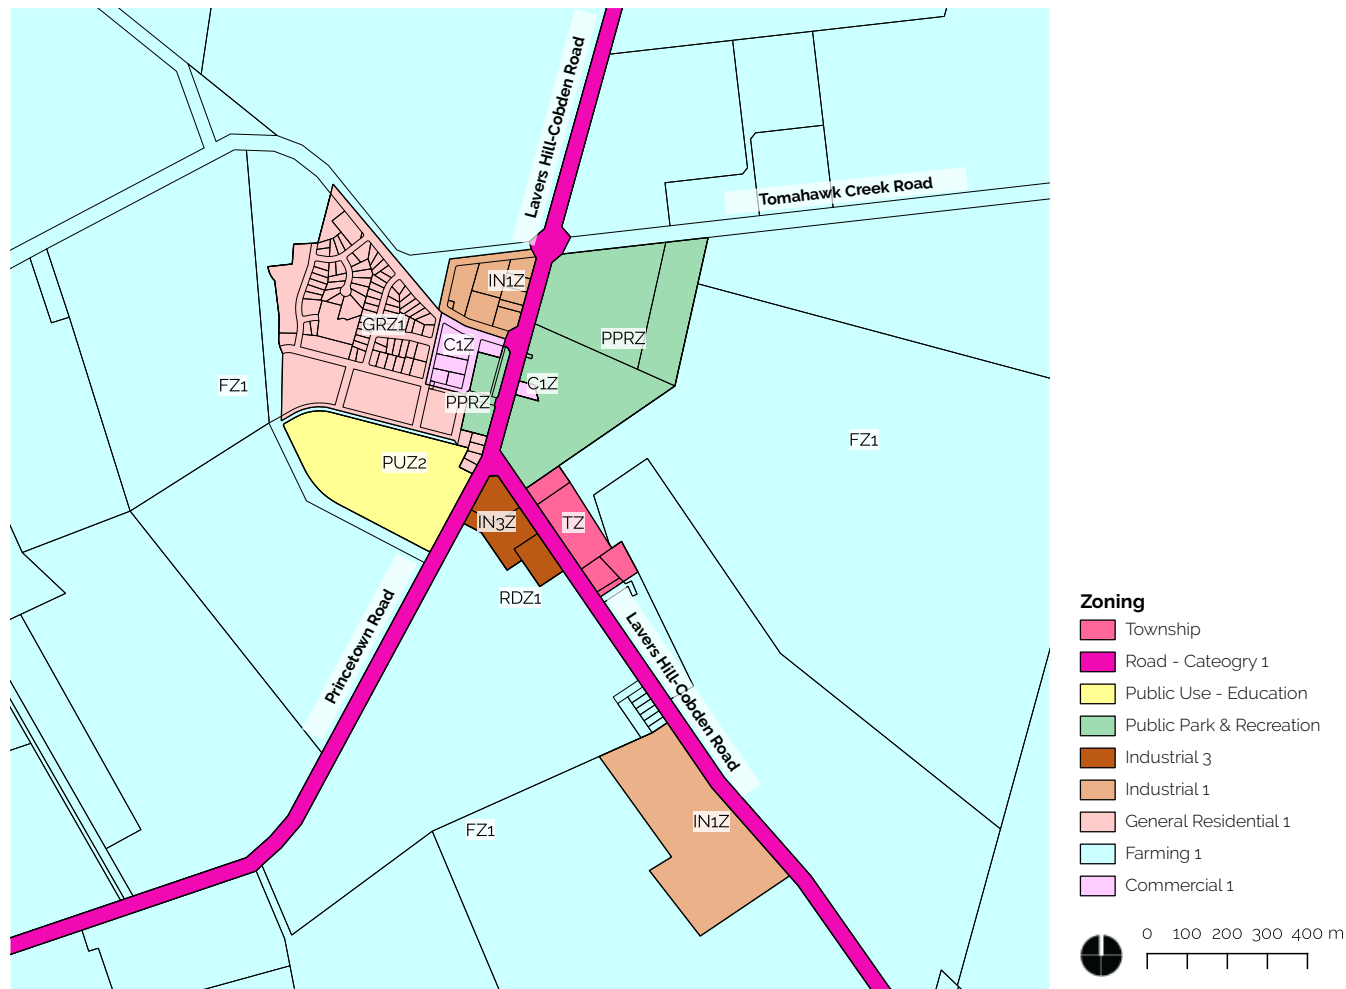 Lavers Hill-Cobden Road
Tomahawk Creek Road
IN1Z
GRZ1
C1Z
PPRZ
FZ1
C1Z
PPRZ
FZ1
PUZ2
IN3Z
TZ
RDZ1
Princetown Road
Lavers Hill-Cobden Road
IN1Z
FZ1
Zoning
Township
Road - Cateogry 1
Public Use - Education
Public Park & Recreation
Industrial 3
Industrial 1
General Residential 1
Farming 1
Commercial 1
0 100 200 300 400 m